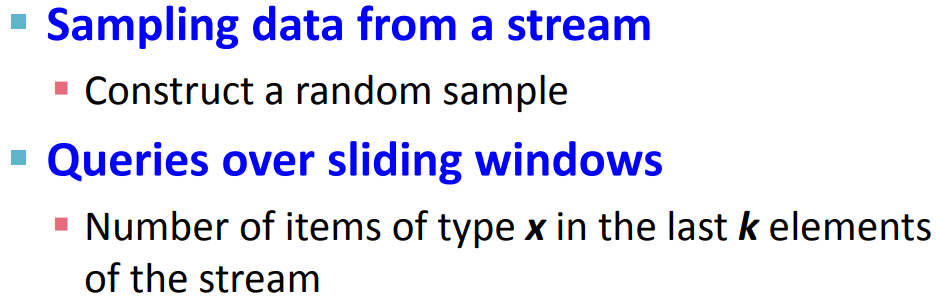 Sampling data from a stream
Construct a random sample
Queries over sliding windows
Number of items of type x in the last k elements
of the stream